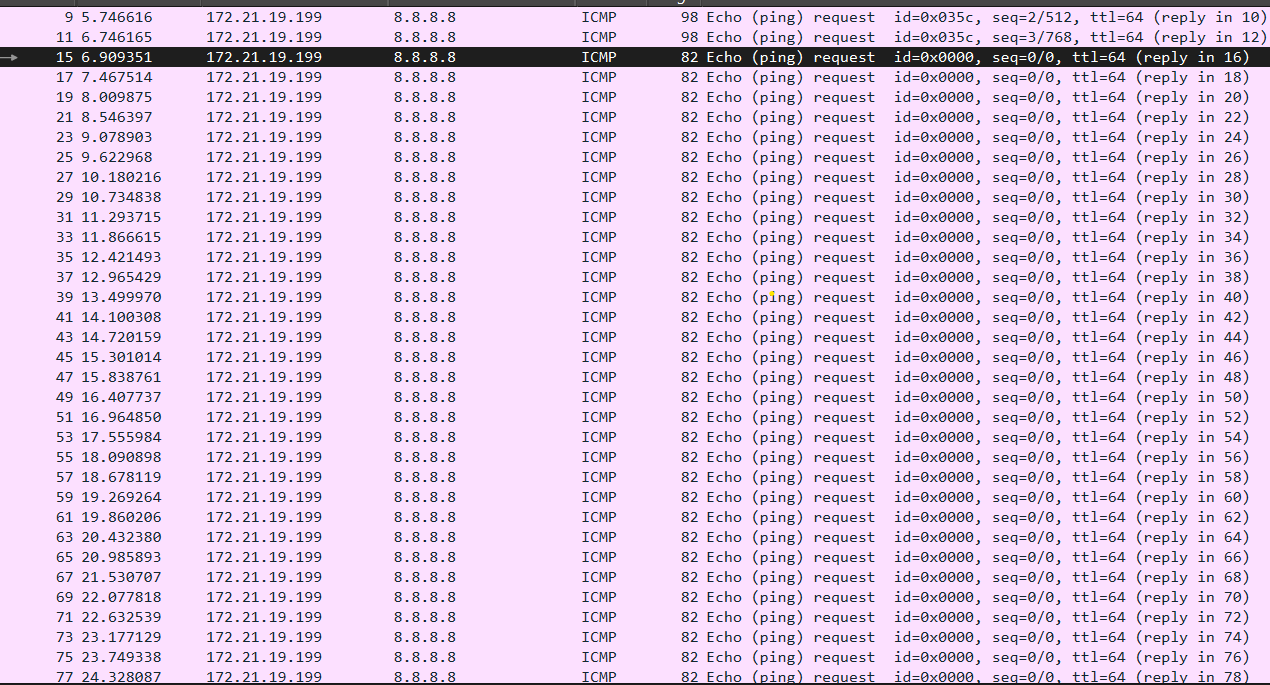 9 5.746616 172.21.19.199 8.8.8.8 ICMP 98 Echo (ping) request id=0x035c, seq=2/512, ttl=64 (reply in 10)
11 6.746165 172.21.19.199 8.8.8.8 ICMP 98 Echo (ping) request id=0x035c, seq=3/768, ttl=64 (reply in 12)
15 6.909351 172.21.19.199 8.8.8.8 ICMP 82 Echo (ping) request id=0x0000, seq=0/0, ttl=64 (reply in 16)
17 7.467514 172.21.19.199 8.8.8.8 ICMP 82 Echo (ping) request id=0x0000, seq=0/0, ttl=64 (reply in 18)
19 8.009875 172.21.19.199 8.8.8.8 ICMP 82 Echo (ping) request id=0x0000, seq=0/0, ttl=64 (reply in 20)
21 8.546397 172.21.19.199 8.8.8.8 ICMP 82 Echo (ping) request id=0x0000, seq=0/0, ttl=64 (reply in 22)
23 9.078903 172.21.19.199 8.8.8.8 ICMP 82 Echo (ping) request id=0x0000, seq=0/0, ttl=64 (reply in 24)
25 9.622968 172.21.19.199 8.8.8.8 ICMP 82 Echo (ping) request id=0x0000, seq=0/0, ttl=64 (reply in 26)
27 10.180216 172.21.19.199 8.8.8.8 ICMP 82 Echo (ping) request id=0x0000, seq=0/0, ttl=64 (reply in 28)
29 10.734838 172.21.19.199 8.8.8.8 ICMP 82 Echo (ping) request id=0x0000, seq=0/0, ttl=64 (reply in 30)
31 11.293715 172.21.19.199 8.8.8.8 ICMP 82 Echo (ping) request id=0x0000, seq=0/0, ttl=64 (reply in 32)
33 11.866615 172.21.19.199 8.8.8.8 ICMP 82 Echo (ping) request id=0x0000, seq=0/0, ttl=64 (reply in 34)
35 12.421493 172.21.19.199 8.8.8.8 ICMP 82 Echo (ping) request id=0x0000, seq=0/0, ttl=64 (reply in 36)
37 12.965429 172.21.19.199 8.8.8.8 ICMP 82 Echo (ping) request id=0x0000, seq=0/0, ttl=64 (reply in 38)
39 13.499970 172.21.19.199 8.8.8.8 ICMP 82 Echo (ping) request id=0x0000, seq=0/0, ttl=64 (reply in 40)
41 14.100308 172.21.19.199 8.8.8.8 ICMP 82 Echo (ping) request id=0x0000, seq=0/0, ttl=64 (reply in 42)
43 14.720159 172.21.19.199 8.8.8.8 ICMP 82 Echo (ping) request id=0x0000, seq=0/0, ttl=64 (reply in 44)
45 15.301014 172.21.19.199 8.8.8.8 ICMP 82 Echo (ping) request id=0x0000, seq=0/0, ttl=64 (reply in 46)
47 15.838761 172.21.19.199 8.8.8.8 ICMP 82 Echo (ping) request id=0x0000, seq=0/0, ttl=64 (reply in 48)
49 16.407737 172.21.19.199 8.8.8.8 ICMP 82 Echo (ping) request id=0x0000, seq=0/0, ttl=64 (reply in 50)
51 16.964850 172.21.19.199 8.8.8.8 ICMP 82 Echo (ping) request id=0x0000, seq=0/0, ttl=64 (reply in 52)
53 17.555984 172.21.19.199 8.8.8.8 ICMP 82 Echo (ping) request id=0x0000, seq=0/0, ttl=64 (reply in 54)
55 18.090898 172.21.19.199 8.8.8.8 ICMP 82 Echo (ping) request id=0x0000, seq=0/0, ttl=64 (reply in 56)
57 18.678119 172.21.19.199 8.8.8.8 ICMP 82 Echo (ping) request id=0x0000, seq=0/0, ttl=64 (reply in 58)
59 19.269264 172.21.19.199 8.8.8.8 ICMP 82 Echo (ping) request id=0x0000, seq=0/0, ttl=64 (reply in 60)
61 19.860206 172.21.19.199 8.8.8.8 ICMP 82 Echo (ping) request id=0x0000, seq=0/0, ttl=64 (reply in 62)
63 20.432380 172.21.19.199 8.8.8.8 ICMP 82 Echo (ping) request id=0x0000, seq=0/0, ttl=64 (reply in 64)
65 20.985893 172.21.19.199 8.8.8.8 ICMP 82 Echo (ping) request id=0x0000, seq=0/0, ttl=64 (reply in 66)
67 21.530707 172.21.19.199 8.8.8.8 ICMP 82 Echo (ping) request id=0x0000, seq=0/0, ttl=64 (reply in 68)
69 22.077818 172.21.19.199 8.8.8.8 ICMP 82 Echo (ping) request id=0x0000, seq=0/0, ttl=64 (reply in 70)
71 22.632539 172.21.19.199 8.8.8.8 ICMP 82 Echo (ping) request id=0x0000, seq=0/0, ttl=64 (reply in 72)
73 23.177129 172.21.19.199 8.8.8.8 ICMP 82 Echo (ping) request id=0x0000, seq=0/0, ttl=64 (reply in 74)
75 23.749338 172.21.19.199 8.8.8.8 ICMP 82 Echo (ping) request id=0x0000, seq=0/0, ttl=64 (reply in 76)
77 24.328087 172.21.19.199 8.8.8.8 ICMP 82 Echo (ping) request id=0x0000, seq=0/0, ttl=64 (reply in 78)